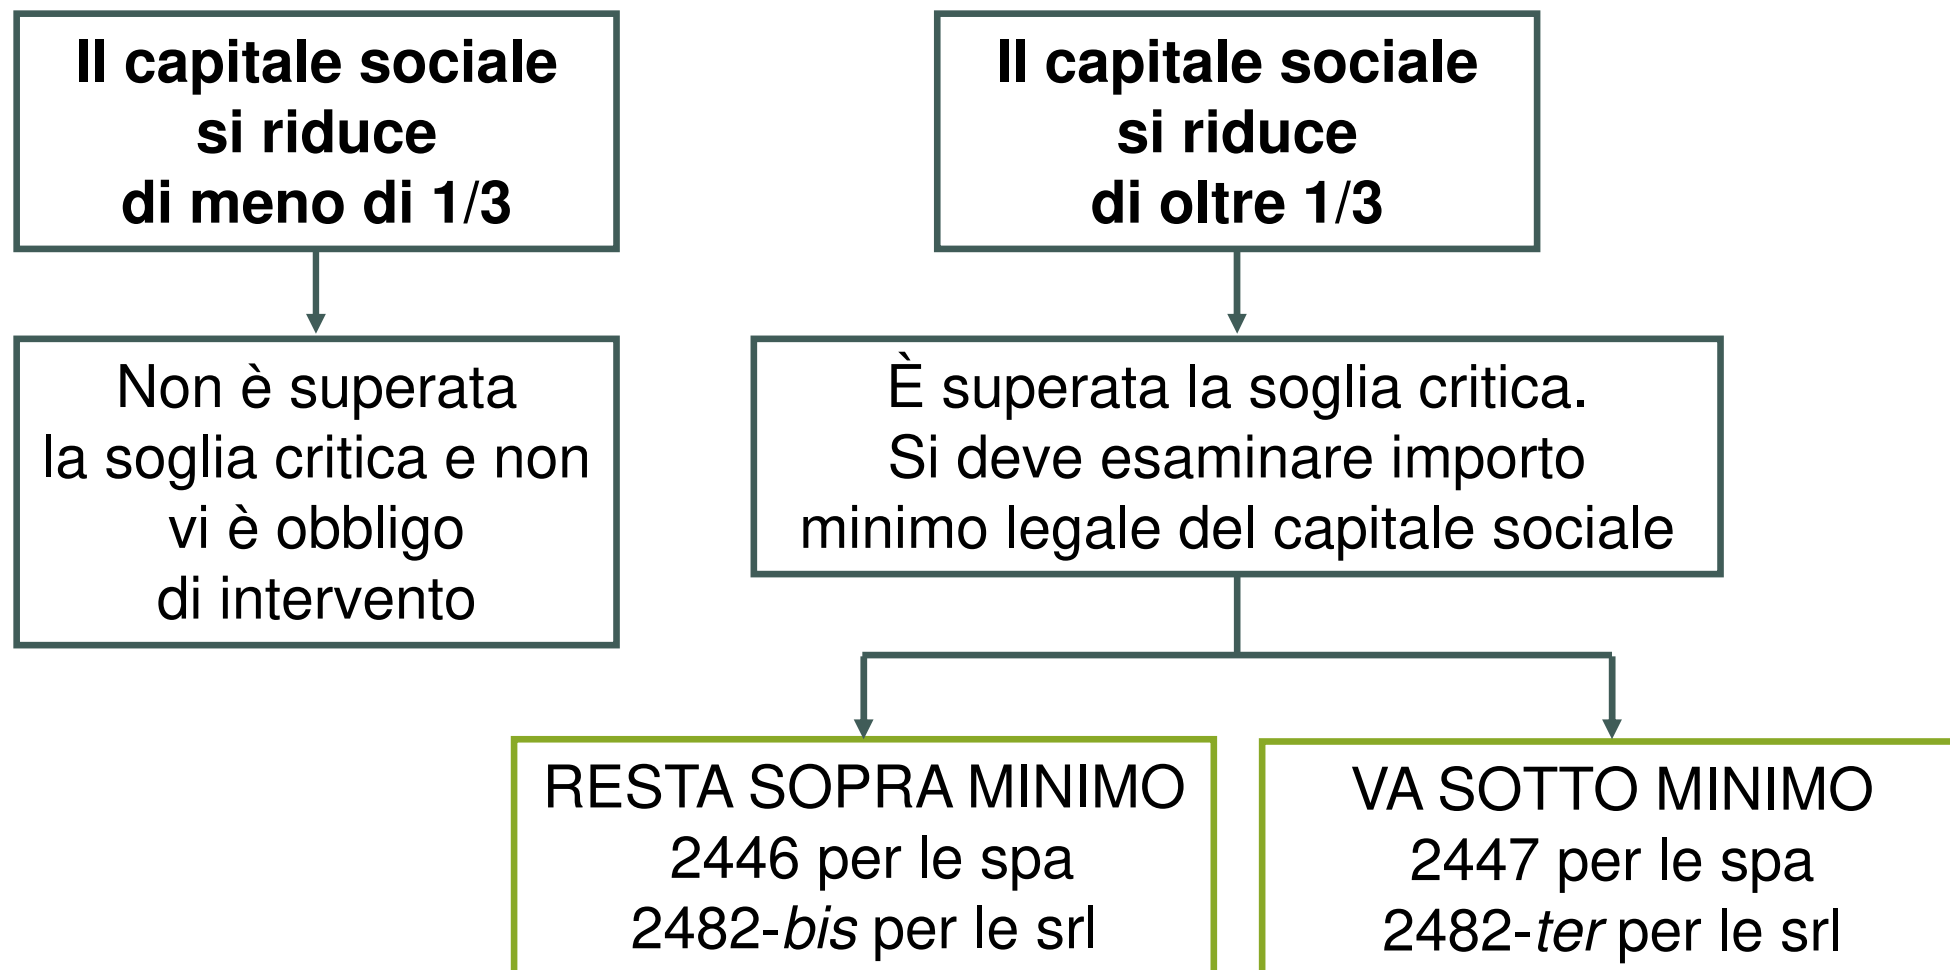 Il capitale sociale
si riduce
di meno di 1/3
Non è superata
la soglia critica e non
vi è obbligo
di intervento
Il capitale sociale
si riduce
di oltre 1/3
È superata la soglia critica.
Si deve esaminare importo
minimo legale del capitale sociale
RESTA SOPRA MINIMO
2446 per le spa
2482-bis per le srl
VA SOTTO MINIMO
2447 per le spa
2482-ter per le srl